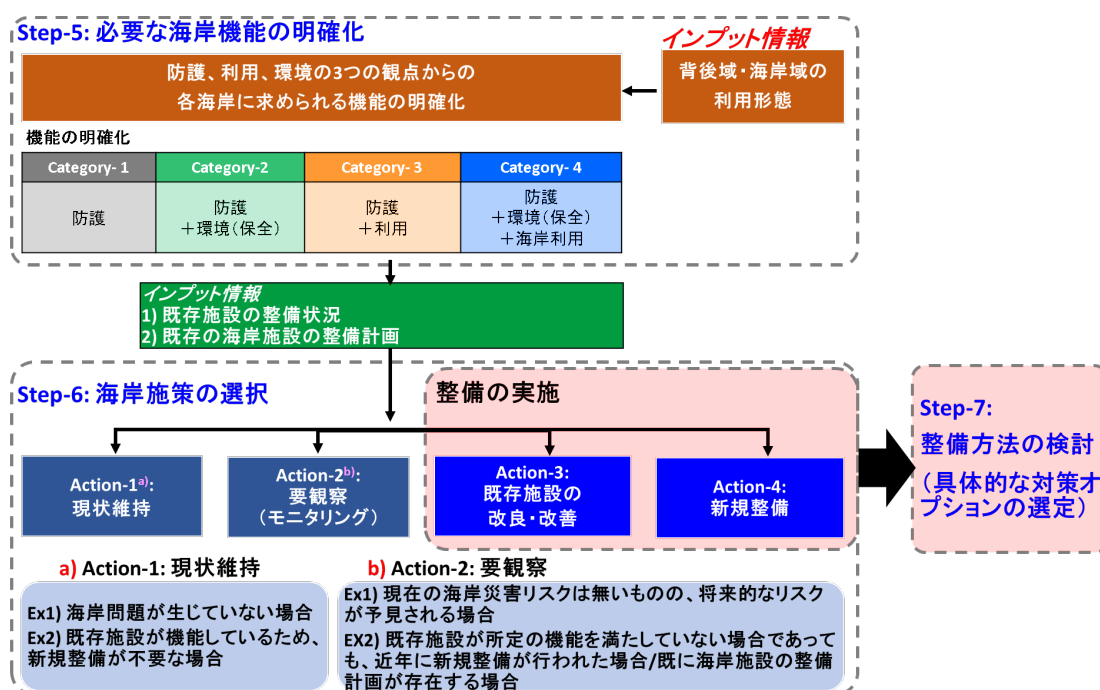 Step-5: 必要な海岸機能の明確化
インプット情報
防護、利用、環境の3つの観点からの
各海岸に求められる機能の明確化
背後域・海岸域の
利用形態
機能の明確化
Category- 1
Category-2
Category- 3
Category- 4
防護
防護
＋環境（保全）
防護
＋利用
防護
＋環境（保全）
＋海岸利用
インプット情報
1) 既存施設の整備状況
2) 既存の海岸施設の整備計画
Step-6: 海岸施策の選択
整備の実施
Action-1a):
現状維持
Action-2b):
要観察
（モニタリング）
Action-3:
既存施設の
改良・改善
Action-4:
新規整備
Step-7:
整備方法の検討
（具体的な対策オ
プションの選定）
a) Action-1: 現状維持
Ex1) 海岸問題が生じていない場合
Ex2) 既存施設が機能しているため、
新規整備が不要な場合
b) Action-2: 要観察
Ex1) 現在の海岸災害リスクは無いものの、将来的なリスク
が予見される場合
EX2) 既存施設が所定の機能を満たしていない場合であって
も、近年に新規整備が行われた場合/既に海岸施設の整備
計画が存在する場合